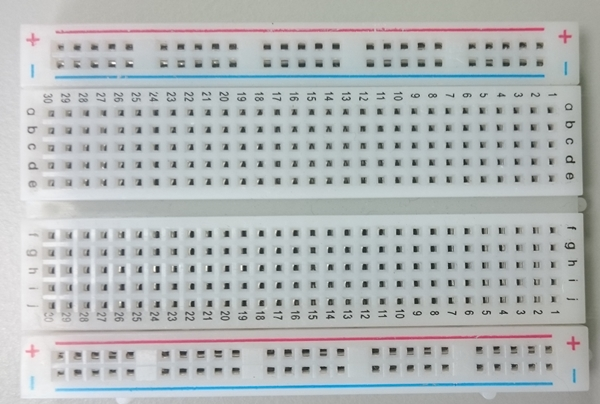 + +
- -
30 29 28 27 26 25 24 23 22 21 20 19 18 17 16 15 14 13 12 11 10 9 8 7 6 5 4 3 2 1
a a
b b
c c
d d
e e
f f
g g
h h
i i
j j
30 29 28 27 26 25 24 23 22 21 20 19 18 17 16 15 14 13 12 11 10 9 8 7 6 5 4 3 2 1
+ +
- -